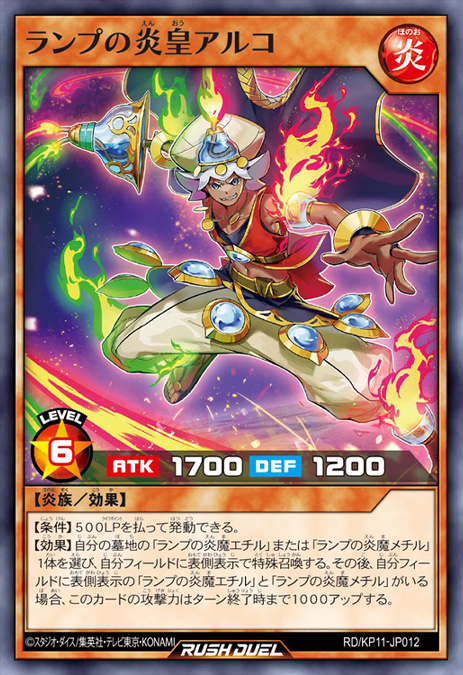 ランプの炎皇アルコ
炎
LEVEL
6
ATK 1700 DEF 1200
【炎族／効果】
【条件】500LPを払って発動できる。
【効果】自分の墓地の「ランプの炎魔エチル」または「ランプの炎魔メチル」
1体を選び、自分フィールドに表側表示で特殊召喚する。その後、自分フィー
ルドに表側表示の「ランプの炎魔エチル」と「ランプの炎魔メチル」がいる
場合、このカードの攻撃力はターン終了時まで1000アップする。
©スタジオ・ダイス/集英社・テレビ東京・KONAMI
RUSH DUEL
RD/KP11-JP012